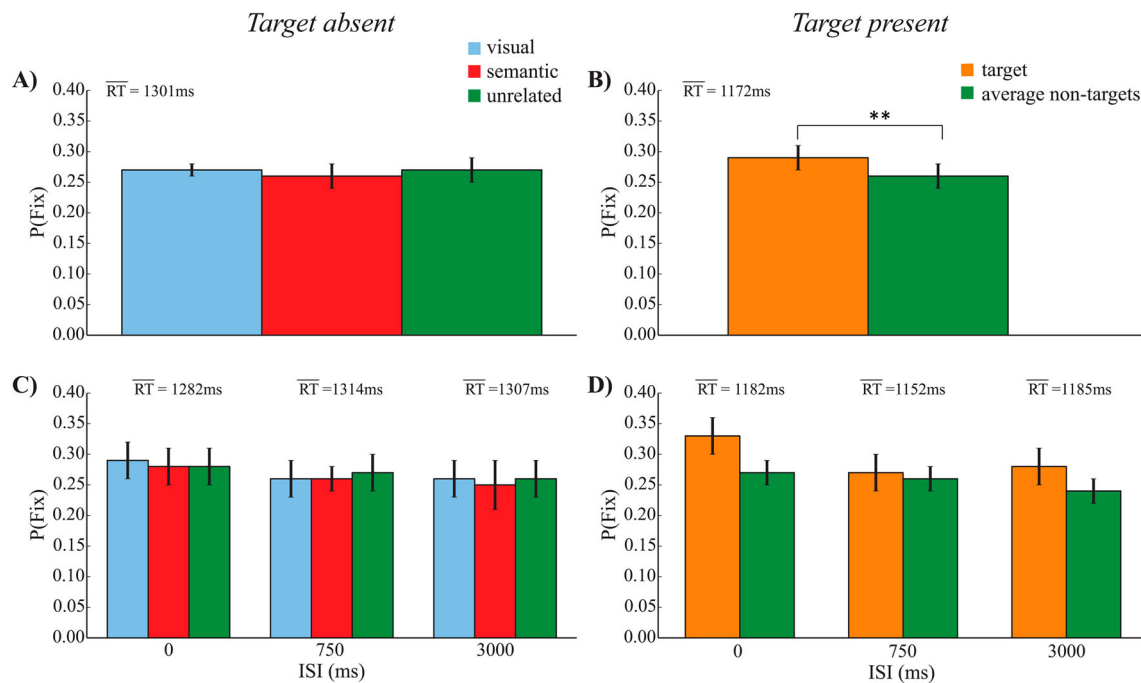 Target absent
visual
semantic
unrelated
A)
RT = 1301ms
0.40
0.35
0.30
0.25
0.20
0.15
0.10
0.05
0.00
P(Fix)
Target present
target
average non-targets
B)
RT = 1172ms
**
0.40
0.35
0.30
0.25
0.20
0.15
0.10
0.05
0.00
P(Fix)
C)
RT = 1282ms
RT =1314ms
RT =1307ms
0.40
0.35
0.30
0.25
0.20
0.15
0.10
0.05
0.00
P(Fix)
0
750
3000
ISI (ms)
D)
RT =1182ms
RT =1152ms
RT =1185ms
0.40
0.35
0.30
0.25
0.20
0.15
0.10
0.05
0.00
P(Fix)
0
750
3000
ISI (ms)